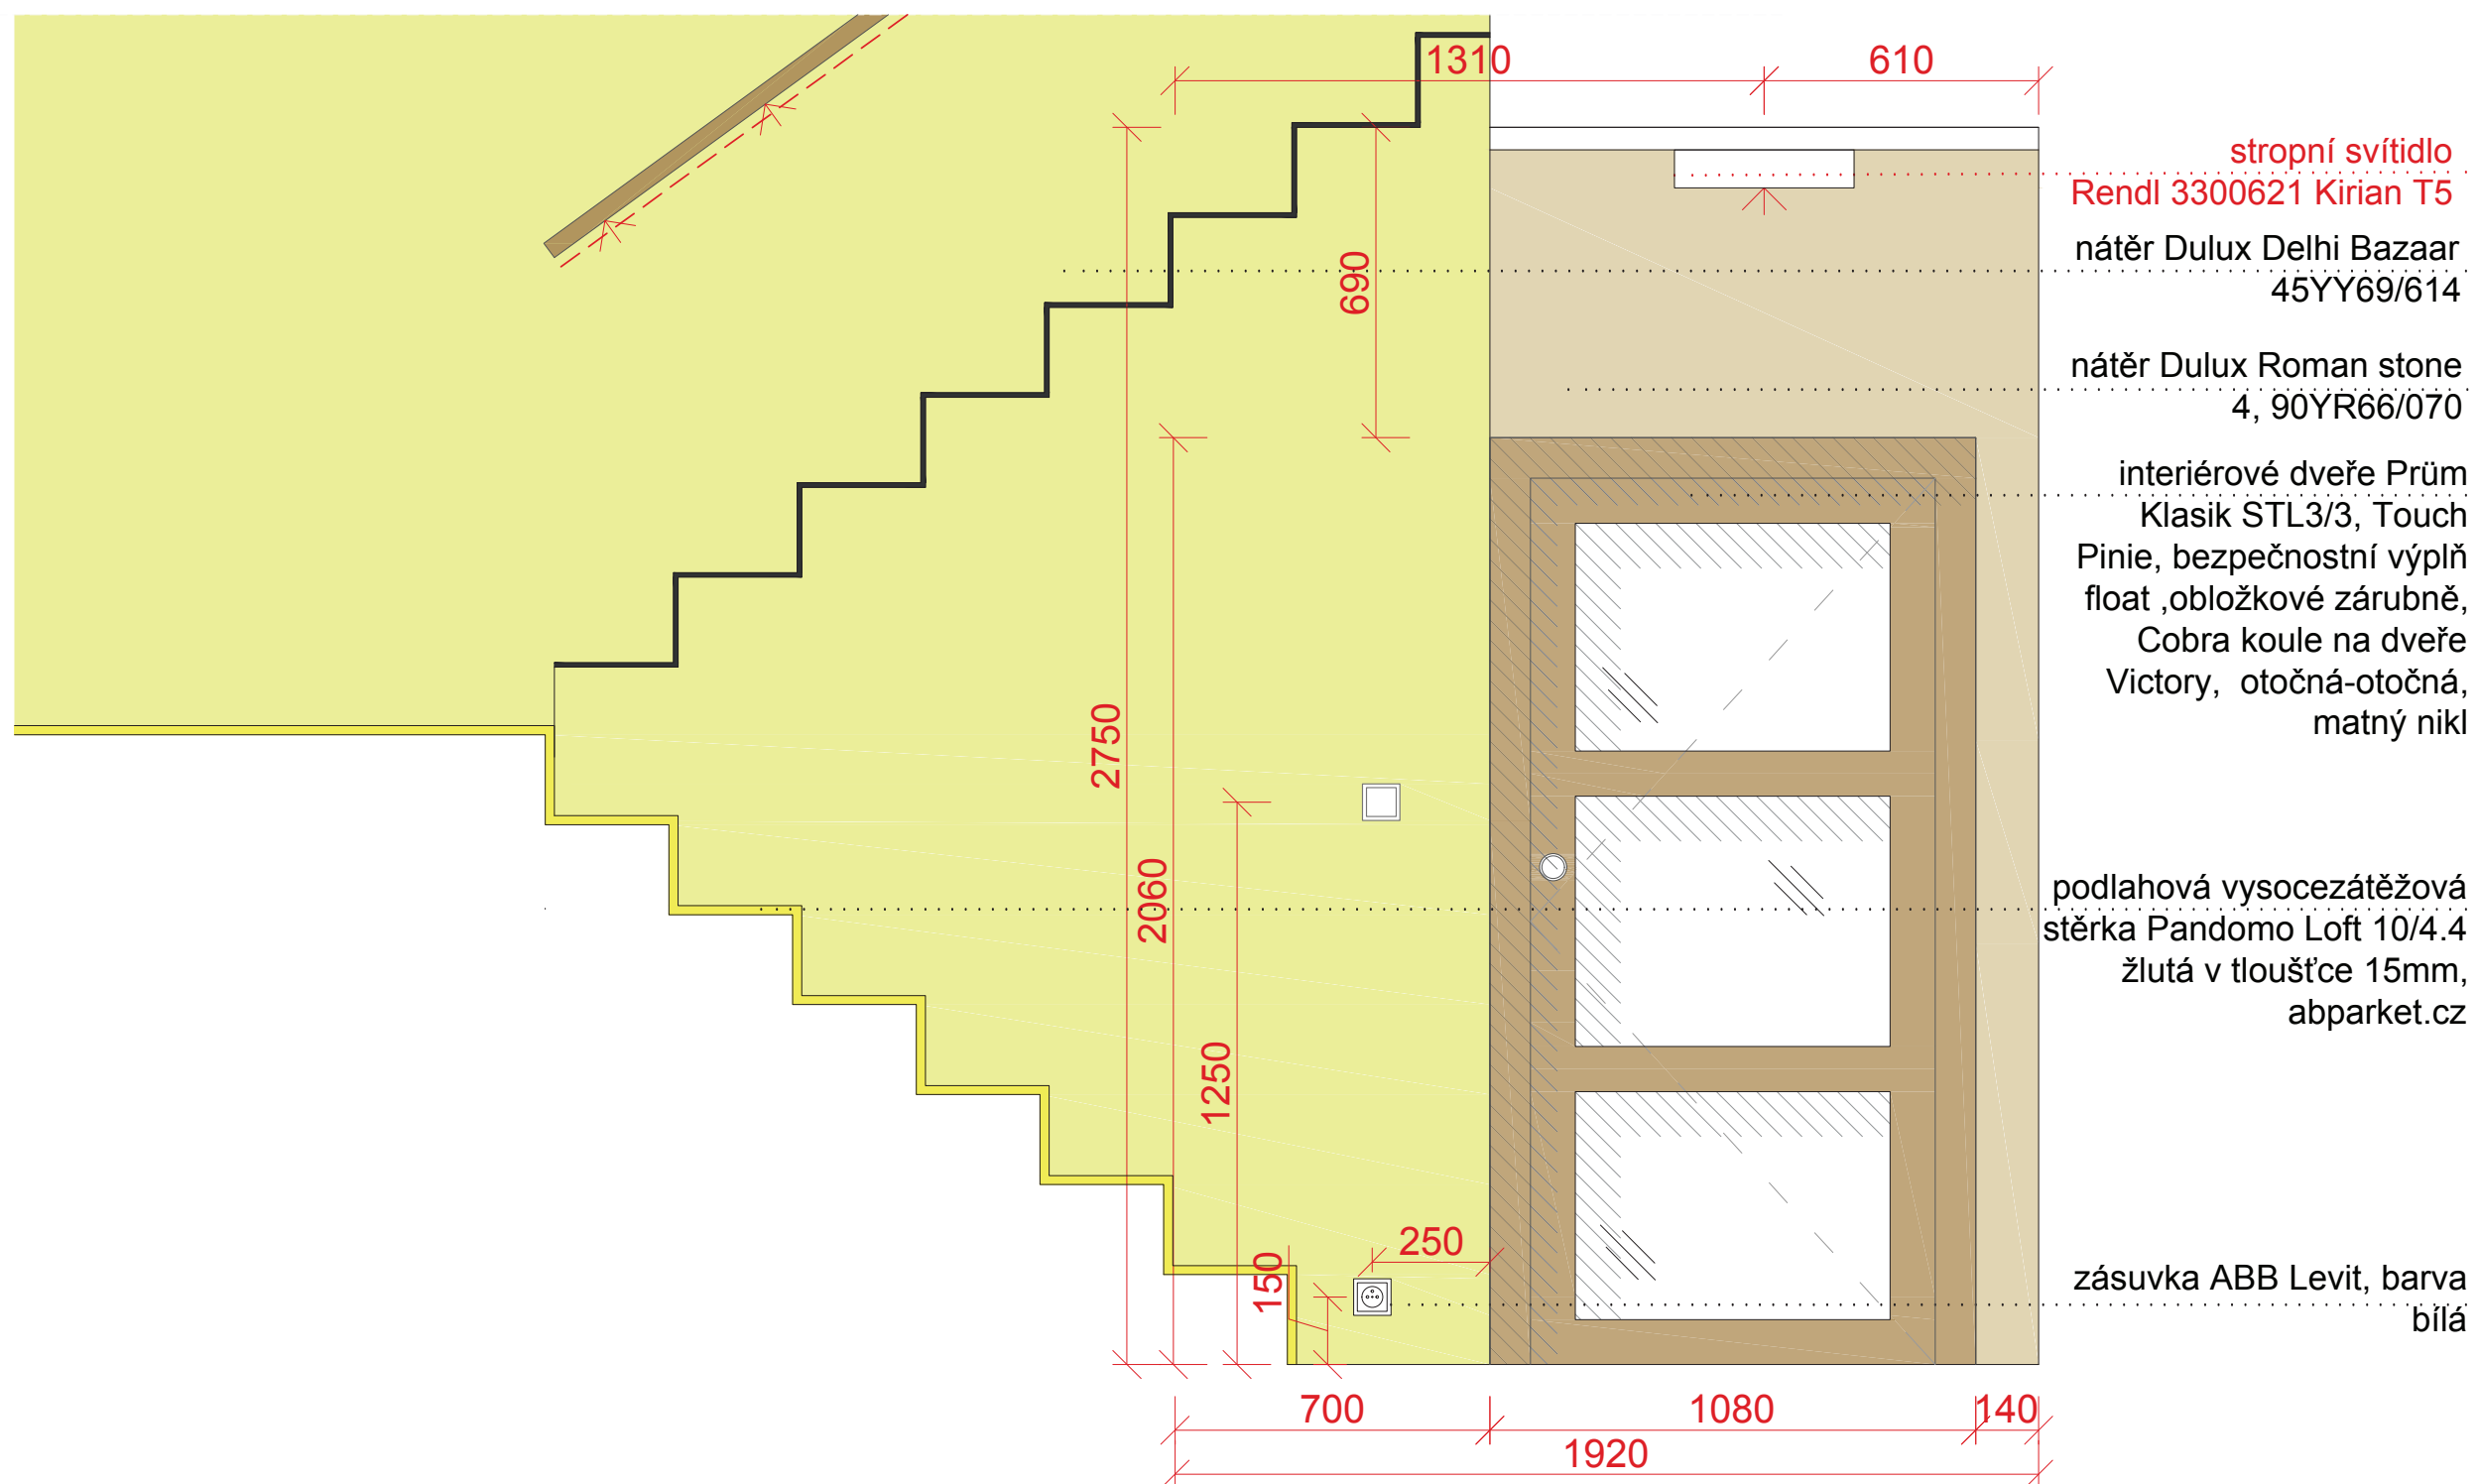 1310
610
stropní svítidlo
Rendl 3300621 Kirian T5
nátěr Dulux Delhi Bazaar
45YY69/614
690
nátěr Dulux Roman stone
4, 90YR66/070
interiérové dveře Prüm
Klasik STL3/3, Touch
Pinie, bezpečnostní výplň
float ,obložkové zárubně,
Cobra koule na dveře
Victory, otočná-otočná,
matný nikl
2750
2060
1250
podlahová vysocezátěžová
stěrka Pandomo Loft 10/4.4
žlutá v tloušťce 15mm,
abparket.cz
250
150
zásuvka ABB Levit, barva
bílá
700
1080
140
1920